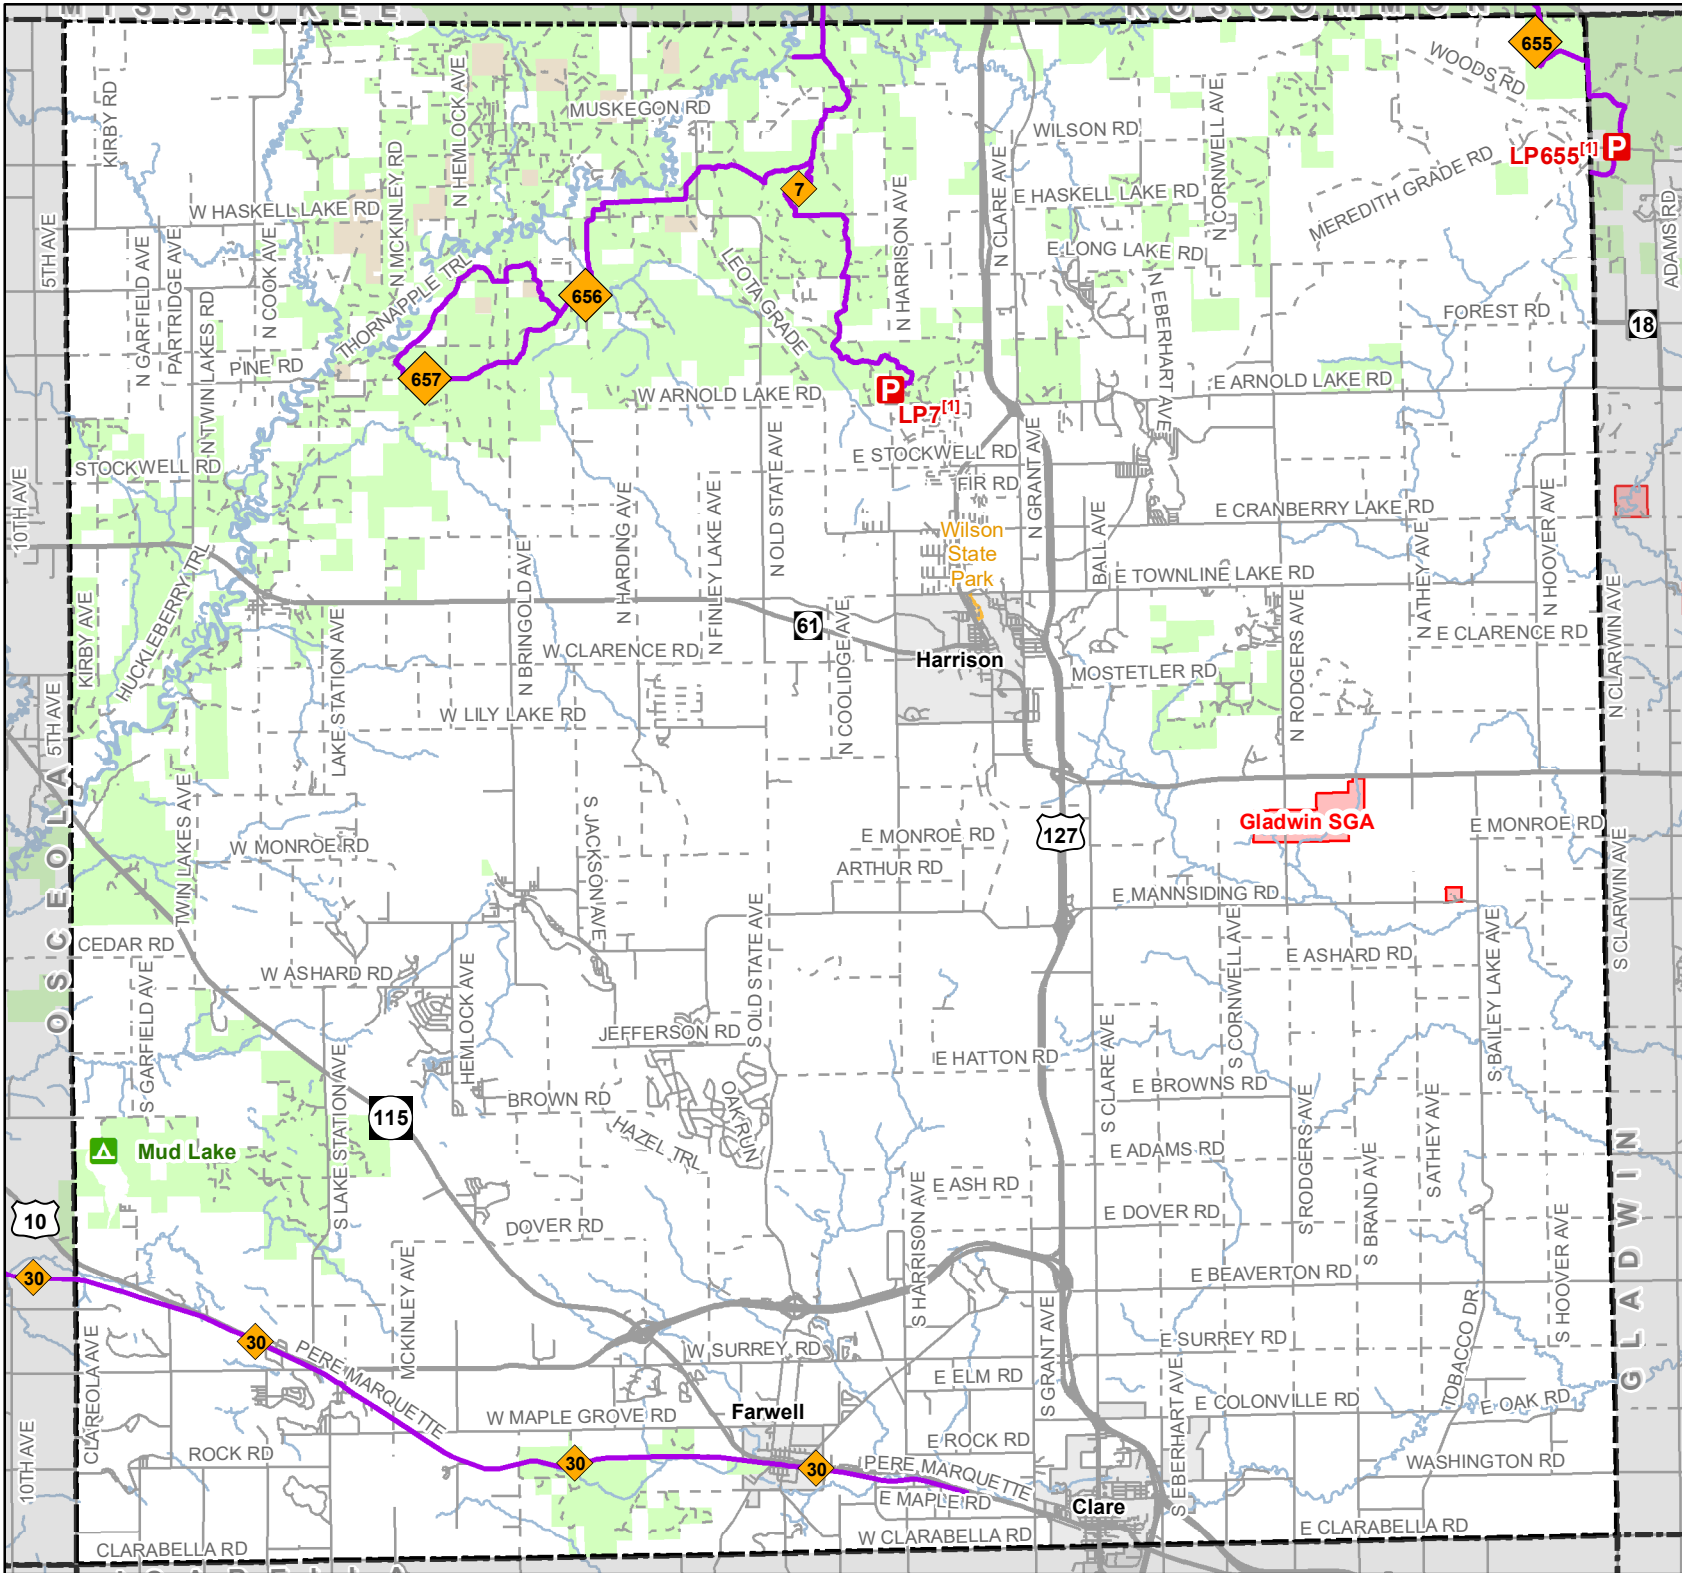 MISSAUKEE
ROSCOMMON
655
WOODS RD
KIRBY RD
N HEMLOCK AVE
MUSKEGON RD
WILSON RD
N CORNWELL AVE
LP655[1]
P
N MCKINLEY RD
N CLARE AVE
MEREDITH GRADE RD
7
W HASKELL LAKE RD
E HASKELL LAKE RD
N HARRISON AVE
ADAMS RD
5TH AVE
N GARFIELD AVE
PARTRIDGE AVE
N COOK AVE
E LONG LAKE RD
THORNAPPLE TRL
LEOTA GRADE
656
N TWIN LAKES RD
N EBERHART AVE
FOREST RD
18
PINE RD
657
W ARNOLD LAKE RD
P
LP7[1]
E ARNOLD LAKE RD
STOCKWELL RD
E STOCKWELL RD
N GRANT AVE
10TH AVE
FIR RD
N HARDING AVE
N FINLEY LAKE AVE
N OLD STATE AVE
E CRANBERRY LAKE RD
N HOOVER AVE
Wilson
State
Park
BALL AVE
N ATHEY AVE
HUCKLEBERRY TRL
N BRINGOLD AVE
E TOWNLINE LAKE RD
KIRBY AVE
LAKE STATION AVE
61
N COOLIDGE AVE
N RODGERS AVE
N CLARWIN AVE
E CLARENCE RD
W CLARENCE RD
Harrison
MOSTETLER RD
5TH AVE
W LILY LAKE RD
OSCEOLA
TWIN LAKES AVE
S JACKSON AVE
Gladwin SGA
W MONROE RD
E MONROE RD
127
E MONROE RD
ARTHUR RD
S CLARWIN AVE
E MANNSIDING RD
CEDAR RD
W ASHARD RD
S OLD STATE AVE
S CORNWELL AVE
E ASHARD RD
S BAILEY LAKE AVE
S GARFIELD AVE
HEMLOCK AVE
JEFFERSON RD
E HATTON RD
S CLARE AVE
S LAKE STATION AVE
BROWN RD
OAK RUN
E BROWNS RD
115
HAZEL TRL
S RODGERS AVE
S ATHEY AVE
Mud Lake
E ADAMS RD
S BRAND AVE
GLADWIN
10
E ASH RD
DOVER RD
S HARRISON AVE
E DOVER RD
30
MCKINLEY AVE
E BEAVERTON RD
S HOOVER AVE
30
CLAREOLA AVE
PERE MARQUETTE
W SURREY RD
S GRANT AVE
E SURREY RD
TOBACCO DR
E ELM RD
S EBERHART AVE
E COLONVILLE RD
E OAK RD
10TH AVE
W MAPLE GROVE RD
Farwell
ROCK RD
E ROCK RD
30
30
PERE MARQUETTE
WASHINGTON RD
E MAPLE RD
Clare
CLARABELLA RD
W CLARABELLA RD
E CLARABELLA RD
ISABELLA